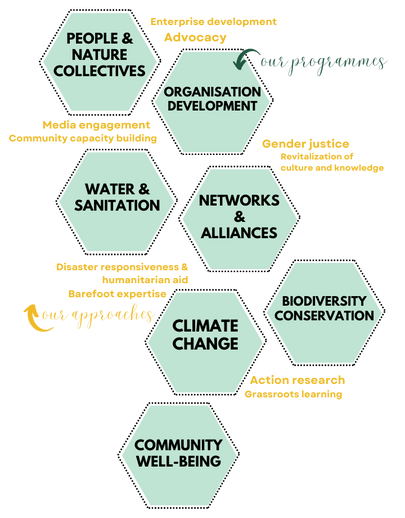 Enterprise development
Advocacy
PEOPLE &
NATURE
COLLECTIVES
our programmes
ORGANISATION
DEVELOPMENT
Media engagement
Community capacity building
Gender justice
Revitalization of
culture and knowledge
WATER &
SANITATION
NETWORKS
&
ALLIANCES
Disaster responsiveness &
humanitarian aid
Barefoot expertise
our approaches
BIODIVERSITY
CONSERVATION
CLIMATE
CHANGE
Action research
Grassroots learning
COMMUNITY
WELL-BEING